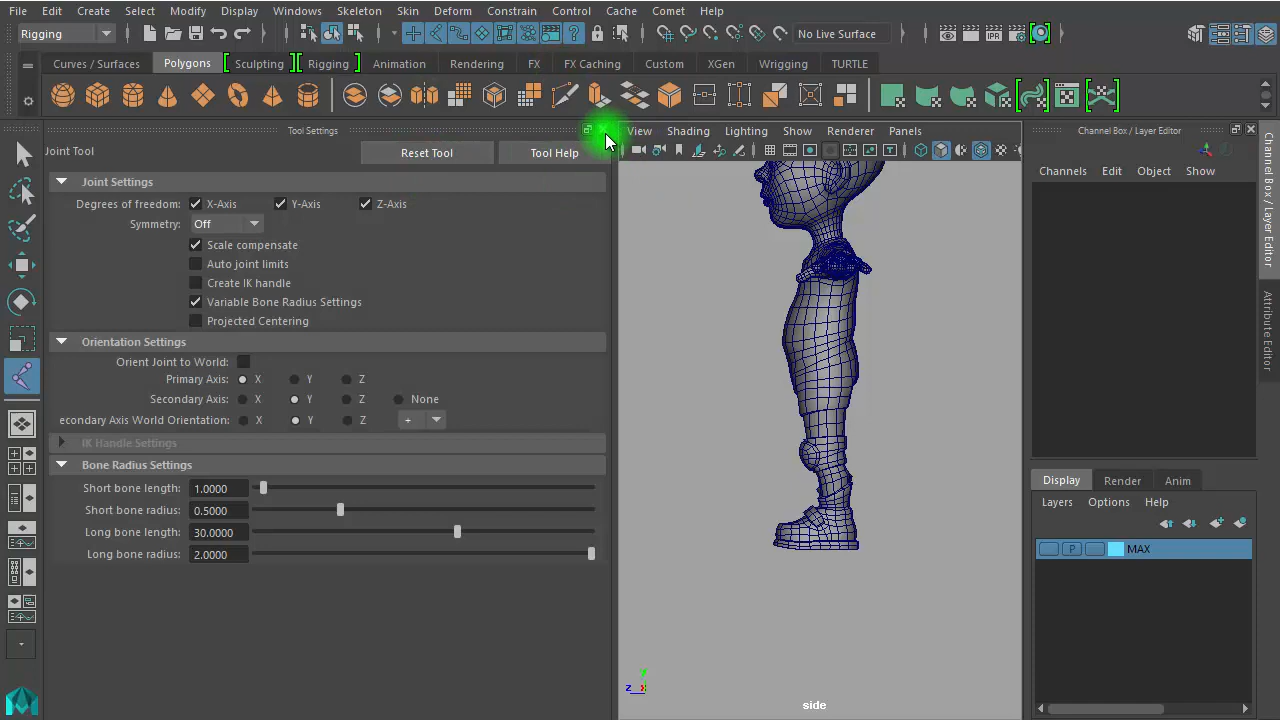 File Edit Create Select Modify Display Windows Skeleton Skin Deform Constrain Control Cache Comet Help
Rigging
No Live Surface
Curves / Surfaces Polygons Sculpting Rigging Animation Rendering FX FX Caching Custom XGen Wrigging TURTLE
Tool Settings
Joint Tool
Reset Tool Tool Help
Joint Settings
Degrees of freedom: X-Axis Y-Axis Z-Axis
Symmetry: Off
Scale compensate
Auto joint limits
Create IK handle
Variable Bone Radius Settings
Projected Centering
Orientation Settings
Orient Joint to World:
Primary Axis: X Y Z
Secondary Axis: X Y Z None
econdary Axis World Orientation: X Y Z +
IK Handle Settings
Bone Radius Settings
Short bone length: 1.0000
Short bone radius: 0.5000
Long bone length: 30.0000
Long bone radius: 2.0000
View Shading Lighting Show Renderer Panels
y
z x
side
Channel Box / Layer Editor
Channels Edit Object Show
Display Render Anim
Layers Options Help
P MAX
Channel Box / Layer Editor
Attribute Editor